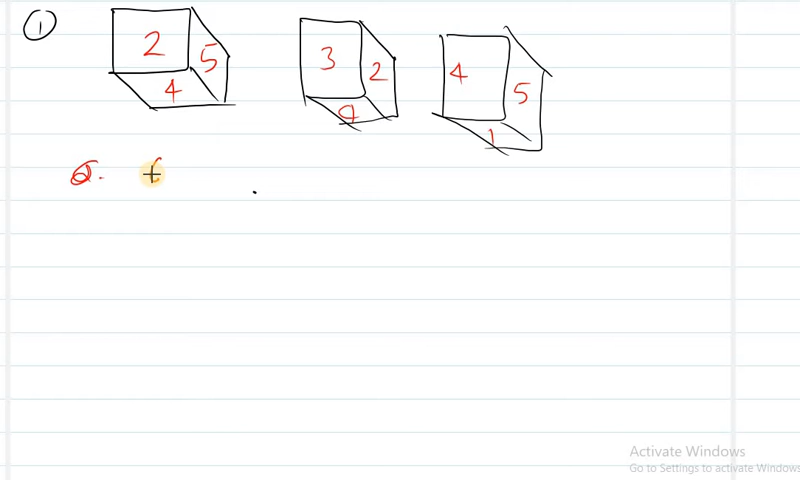 1
2 5 4
3 2 4
4 5 1
Q.
Activate Windows
Go to Settings to activate Windows